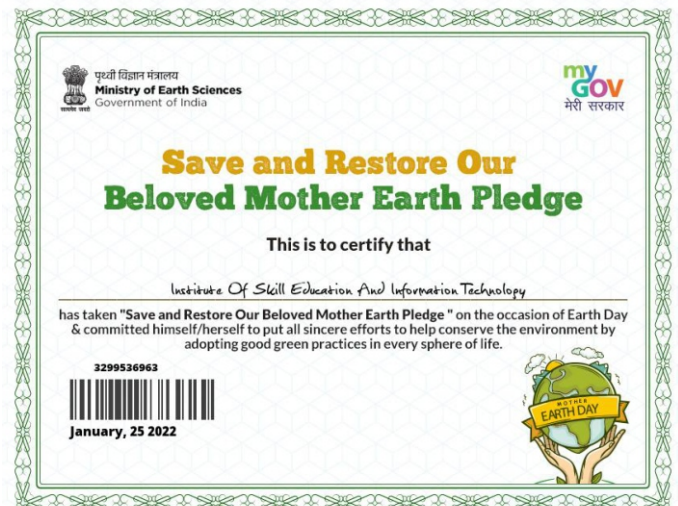 पृथ्वी विज्ञान मंत्रालय
Ministry of Earth Sciences
Government of India
सत्यमेव जयते
my
GOV
मेरी सरकार
Save and Restore Our
Beloved Mother Earth Pledge
This is to certify that
Institute Of Skill Education And Information Technology
has taken "Save and Restore Our Beloved Mother Earth Pledge " on the occasion of Earth Day
& committed himself/herself to put all sincere efforts to help conserve the environment by
adopting good green practices in every sphere of life.
3299536963
January, 25 2022
MOTHER
EARTH DAY